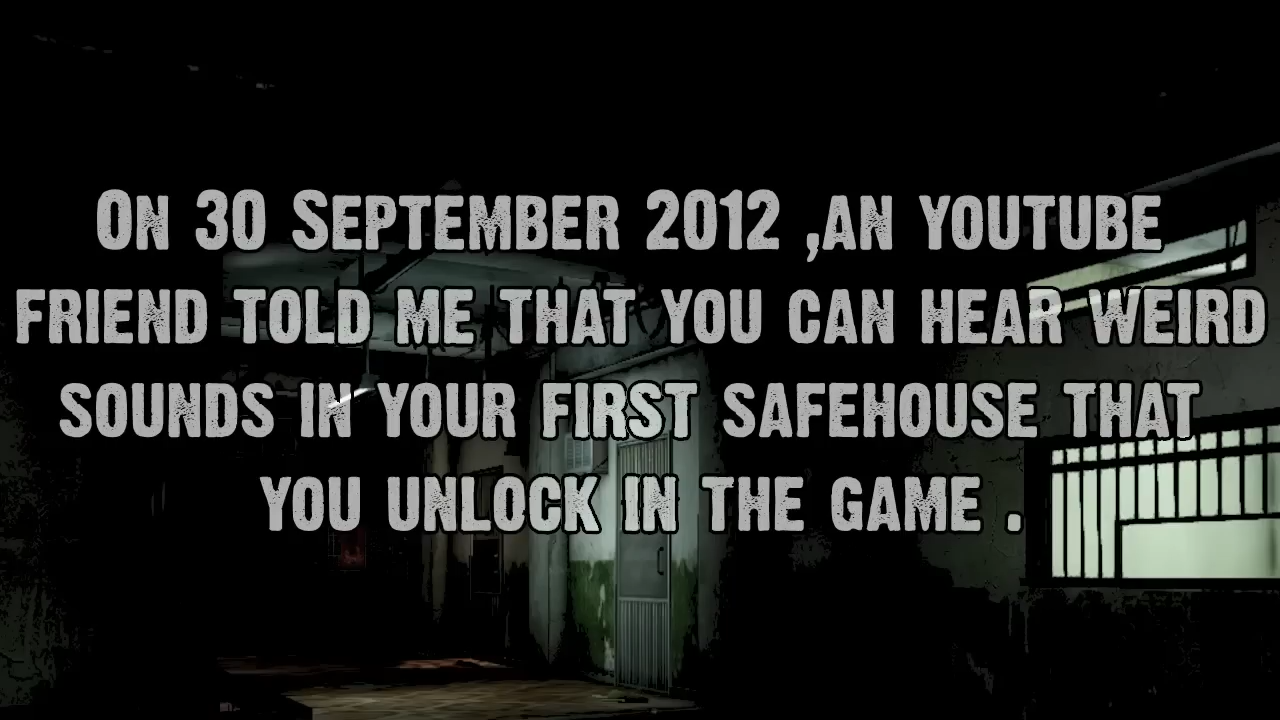 On 30 September 2012 ,an youtube
friend told me that you can hear weird
sounds in your first safehouse that
you unlock in the game .